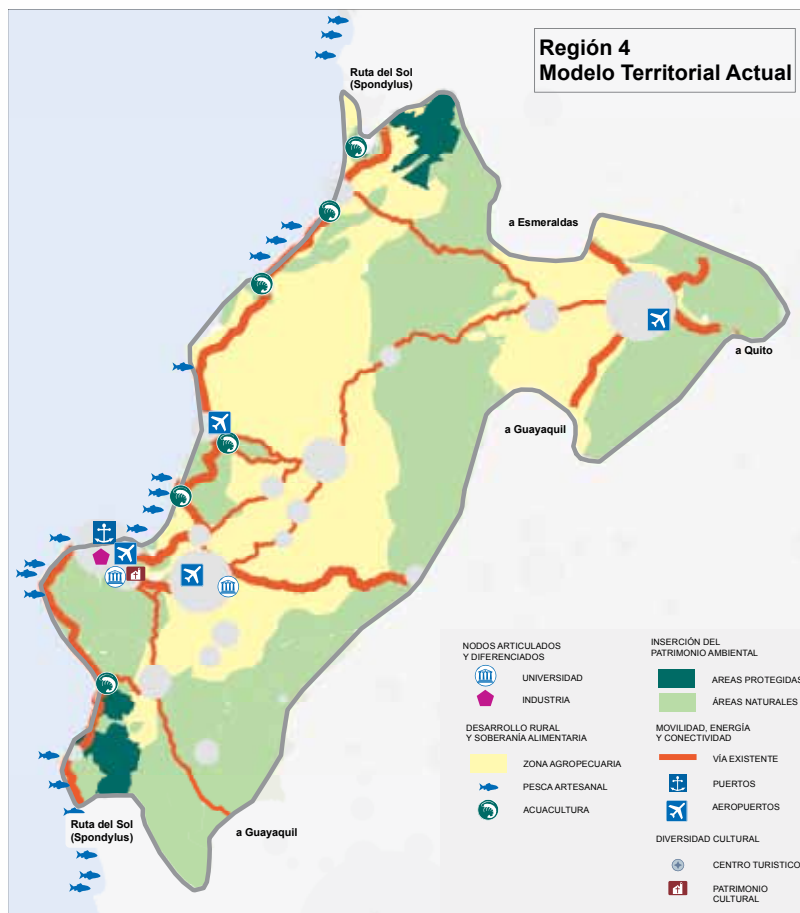 Región 4
Modelo Territorial Actual
Ruta del Sol
(Spondylus)
a Esmeraldas
a Quito
a Guayaquil
Ruta del Sol
(Spondylus)
a Guayaquil
NODOS ARTICULADOS
Y DIFERENCIADOS
UNIVERSIDAD
INDUSTRIA
DESARROLLO RURAL
Y SOBERANÍA ALIMENTARIA
ZONA AGROPECUARIA
PESCA ARTESANAL
ACUACULTURA
INSERCIÓN DEL
PATRIMONIO AMBIENTAL
AREAS PROTEGIDAS
ÁREAS NATURALES
MOVILIDAD, ENERGÍA
Y CONECTIVIDAD
VÍA EXISTENTE
PUERTOS
AEROPUERTOS
DIVERSIDAD CULTURAL
CENTRO TURISTICO
PATRIMONIO
CULTURAL